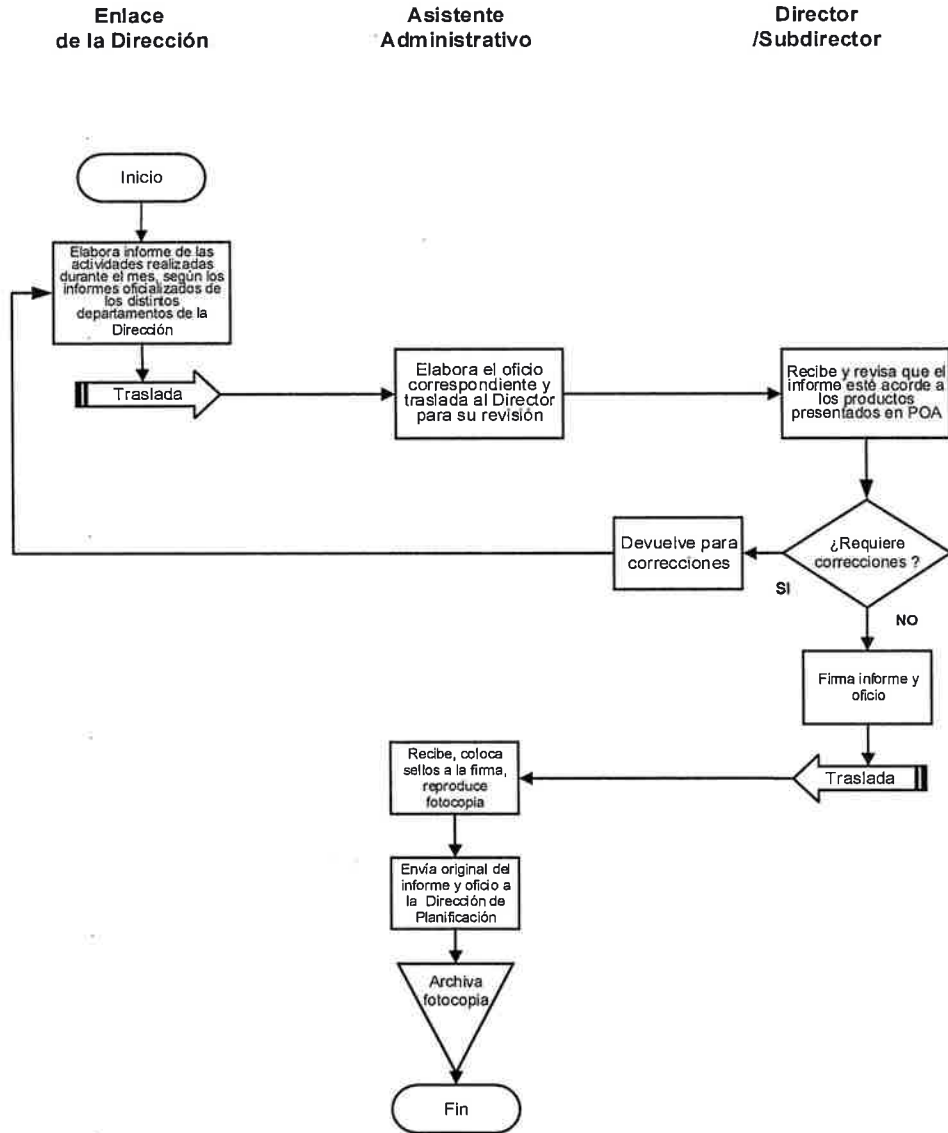 Enlace
de la Dirección
Asistente
Administrativo
Director
/Subdirector
Inicio
Elabora informe de las
actividades realizadas
durante el mes, según los
informes oficializados de
los distintos
departamentos de la
Dirección
Traslada
Elabora el oficio
correspondiente y
traslada al Director
para su revisión
Recibe y revisa que el
informe esté acorde a
los productos
presentados en POA
¿Requiere
correcciones ?
SI
Devuelve para
correcciones
NO
Firma informe y
oficio
Traslada
Recibe, coloca
sellos a la firma,
reproduce
fotocopia
Envía original del
informe y oficio a
la Dirección de
Planificación
Archiva
fotocopia
Fin